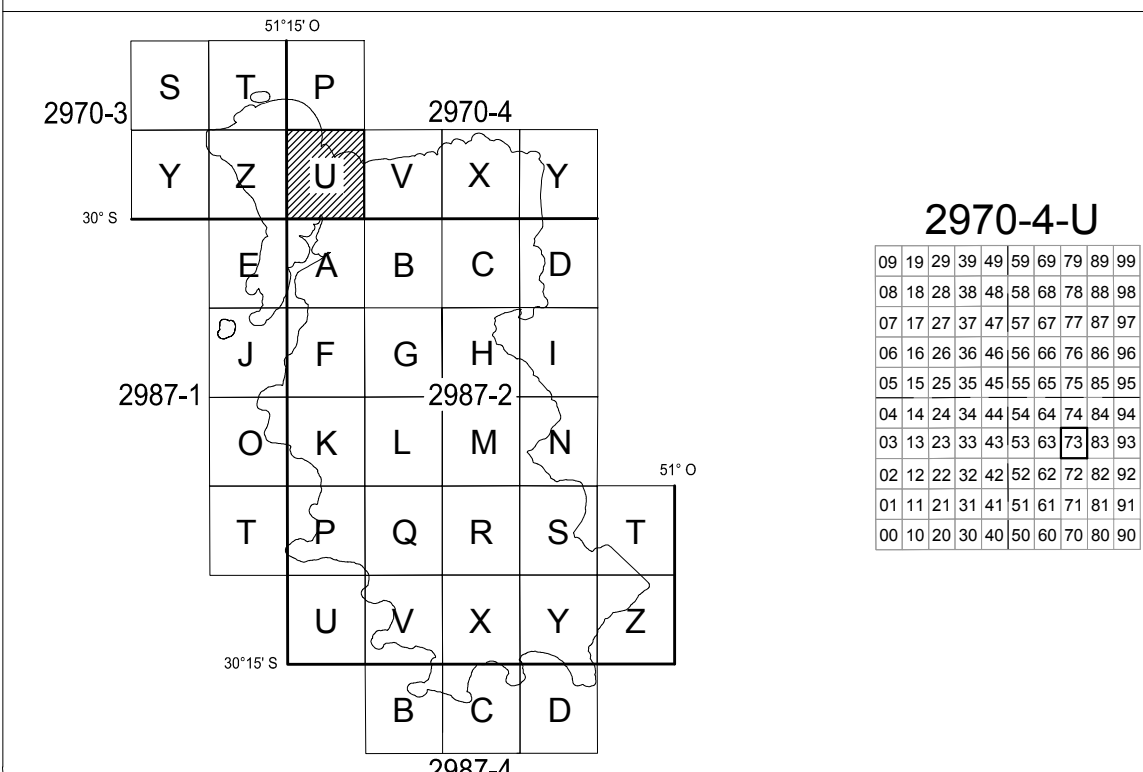 51°15' O
S T P
2970-3
2970-4
Y Z U V X Y
30° S
E A B C D
J F G H I
2987-1
2987-2
O K L M N
51° O
T P Q R S T
U V X Y Z
30°15' S
B C D
2987-4
2970-4-U
09 19 29 39 49 59 69 79 89 99
08 18 28 38 48 58 68 78 88 98
07 17 27 37 47 57 67 77 87 97
06 16 26 36 46 56 66 76 86 96
05 15 25 35 45 55 65 75 85 95
04 14 24 34 44 54 64 74 84 94
03 13 23 33 43 53 63 73 83 93
02 12 22 32 42 52 62 72 82 92
01 11 21 31 41 51 61 71 81 91
00 10 20 30 40 50 60 70 80 90